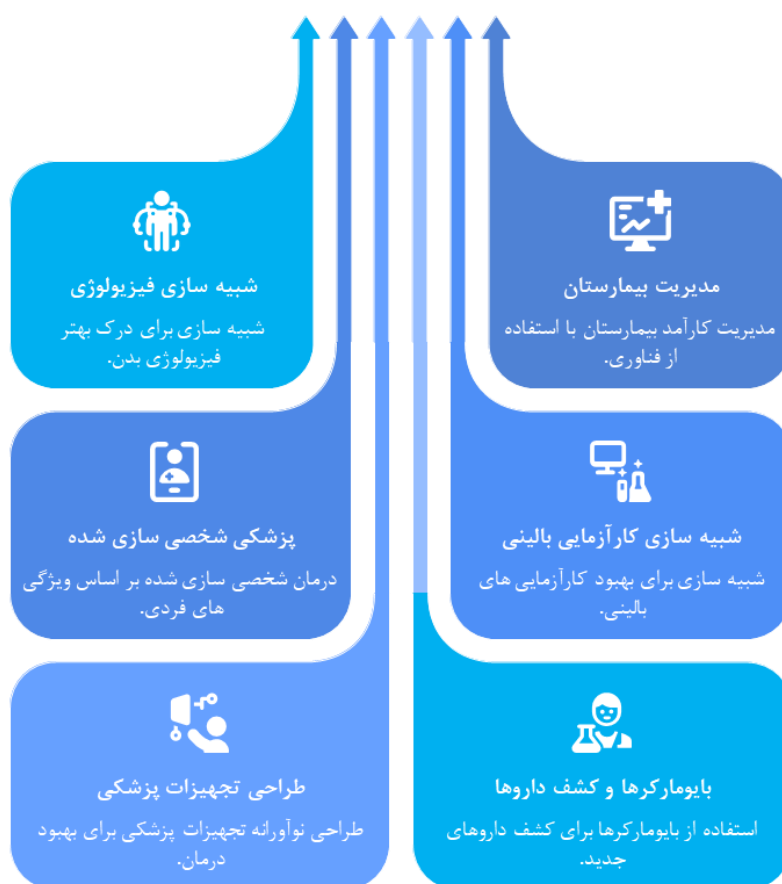 مدیریت بیمارستان
مدیریت کارآمد بیمارستان با استفاده
از فناوری.
شبیه سازی فیزیولوژی
شبیه سازی برای درک بهتر
فیزیولوژی بدن.
شبیه سازی کارآزمایی بالینی
شبیه سازی برای بهبود کارآزمایی های
بالینی.
پزشکی شخصی سازی شده
درمان شخصی سازی شده بر اساس ویژگی
های فردی.
بایومارکرها و کشف داروها
استفاده از بایومارکرها برای کشف داروهای
جدید.
طراحی تجهیزات پزشکی
طراحی نوآورانه تجهیزات پزشکی برای بهبود
درمان.